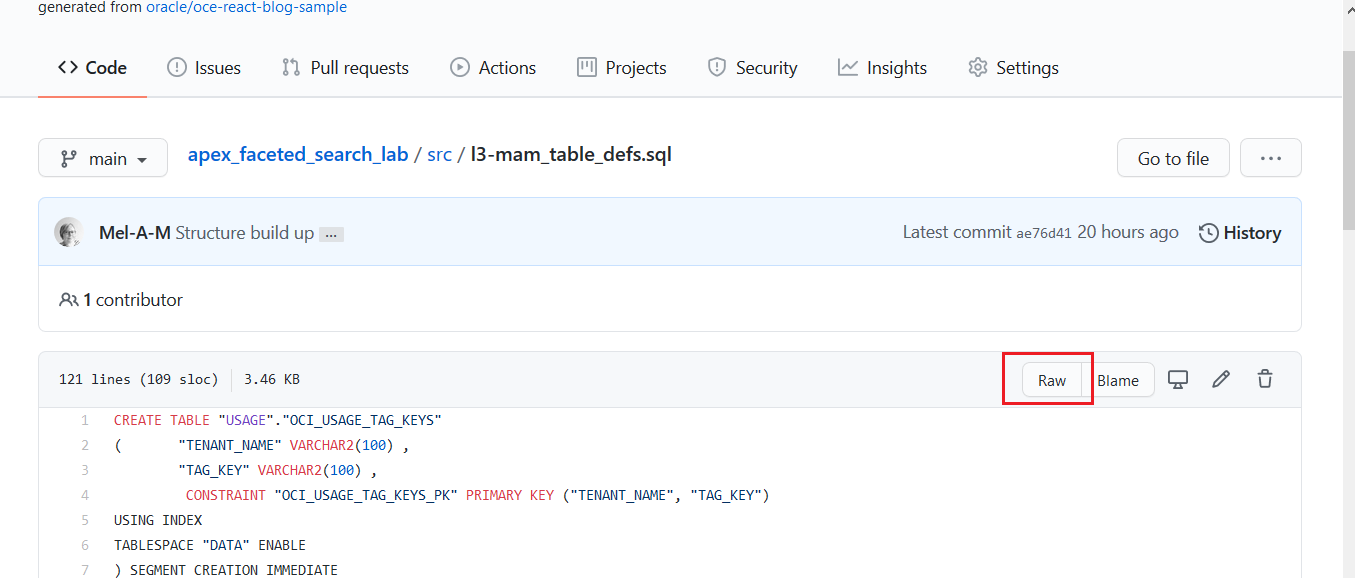 generated from oracle/oce-react-blog-sample
Code Issues Pull requests Actions Projects Security Insights Settings
main apex_faceted_search_lab / src / l3-mam_table_defs.sql Go to file ...
Mel-A-M Structure build up ... Latest commit ae76d41 20 hours ago History
1 contributor
121 lines (109 sloc) 3.46 KB Raw Blame
1 CREATE TABLE "USAGE"."OCI_USAGE_TAG_KEYS"
2 ( "TENANT_NAME" VARCHAR2(100) ,
3 "TAG_KEY" VARCHAR2(100) ,
4 CONSTRAINT "OCI_USAGE_TAG_KEYS_PK" PRIMARY KEY ("TENANT_NAME", "TAG_KEY")
5 USING INDEX
6 TABLESPACE "DATA" ENABLE
7 ) SEGMENT CREATION IMMEDIATE